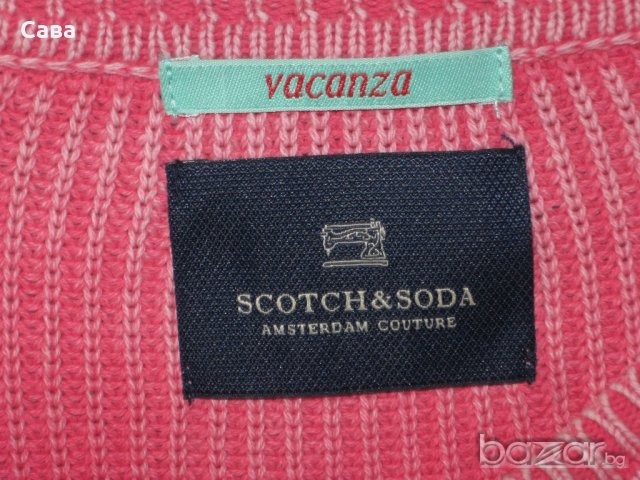 Сава
vacanza
SCOTCH & SODA
AMSTERDAM COUTURE
bazar.bg